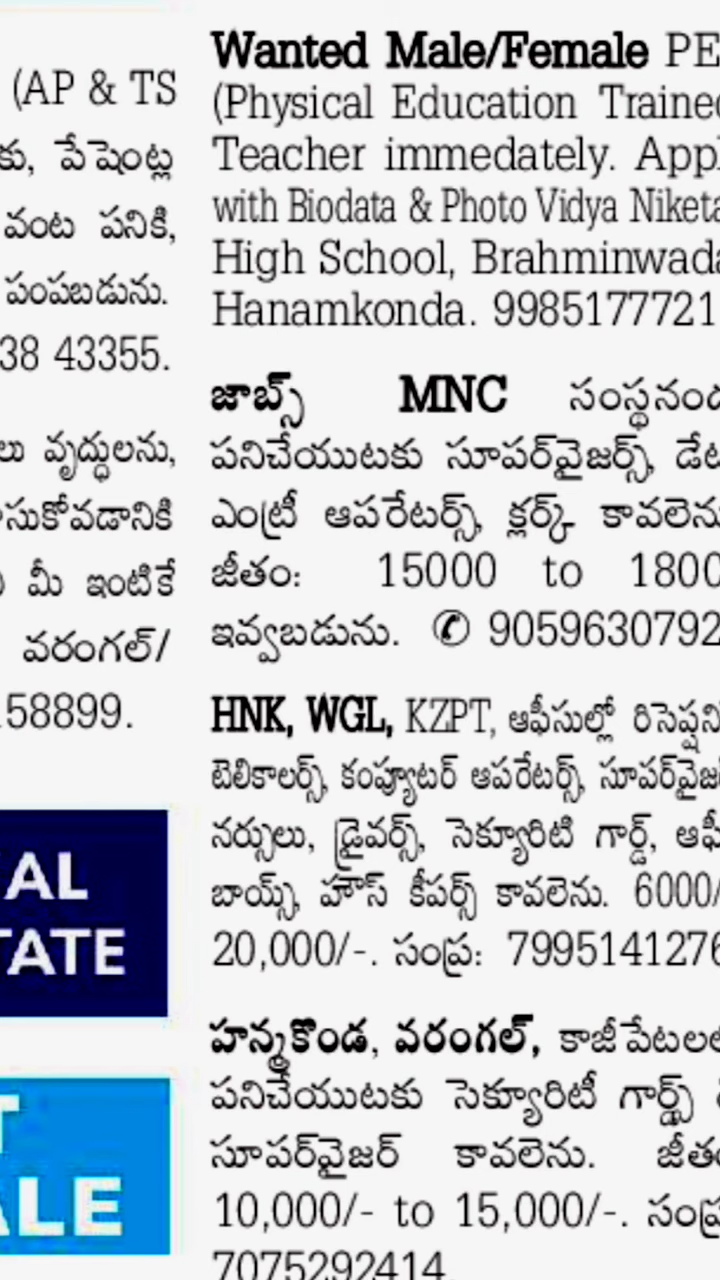 (AP & TS
కు, పేషెంట్ల
వంట పనికి,
పంపబడును.
38 43355.
లు వృద్ధులను,
సుకోవడానికి
మీ ఇంటికే
వరంగల్/
58899.
AL
TATE
T
ALE
Wanted Male/Female PE
(Physical Education Trained
Teacher immedately. Appl
with Biodata & Photo Vidya Niketa
High School, Brahminwada
Hanamkonda. 9985177721
జాబ్స్ MNC సంస్థనంద
పనిచేయుటకు సూపర్‌వైజర్స్, డేట
ఎంట్రీ ఆపరేటర్స్, క్లర్క్ కావలెను
జీతం: 15000 to 1800
ఇవ్వబడును. ✆ 9059630792
HNK, WGL, KZPT, ఆఫీసుల్లో రిసెప్షని
టెలికాలర్స్, కంప్యూటర్ ఆపరేటర్స్, సూపర్‌వైజర్
నర్సులు, డ్రైవర్స్, సెక్యూరిటి గార్డ్, ఆఫీ
బాయ్స్, హౌస్ కీపర్స్ కావలెను. 6000/
20,000/-. సంప్ర: 7995141276
హన్మకొండ, వరంగల్, కాజీపేటలల
పనిచేయుటకు సెక్యూరిటీ గార్డ్స్
సూపర్‌వైజర్ కావలెను. జీతం
10,000/- to 15,000/-. సంప్ర
7075292414.